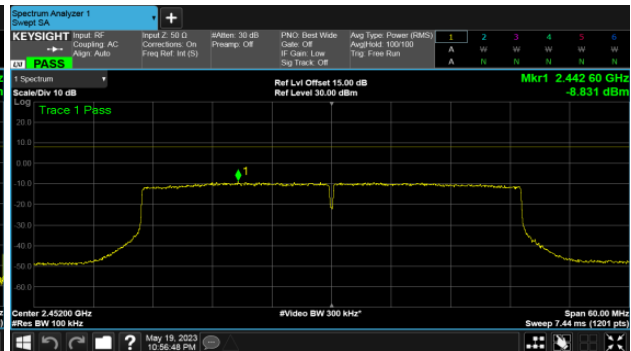 Spectrum Analyzer 1
Swept SA
+
KEYSIGHT Input: RF Input Z: 50 Ω #Atten: 30 dB PNO: Best Wide Avg Type: Power (RMS) 1 2 3 4 5 6
Coupling: AC Corrections: On Preamp: Off Gate: Off Avg|Hold: 100/100 A W W W W W
Align: Auto Freq Ref: Int (S) IF Gain: Low Trig: Free Run
Sig Track: Off A N N N N N
LXI PASS
1 Spectrum
Ref Lvl Offset 15.00 dB Mkr1 2.442 60 GHz
Scale/Div 10 dB Ref Level 30.00 dBm -8.831 dBm
Log
Trace 1 Pass
20.0
10.0
0.00
1
-10.0
-20.0
-30.0
-40.0
-50.0
-60.0
Center 2.45200 GHz #Video BW 300 kHz* Span 60.00 MHz
#Res BW 100 kHz Sweep 7.44 ms (1201 pts)
? May 19, 2023
10:56:48 PM